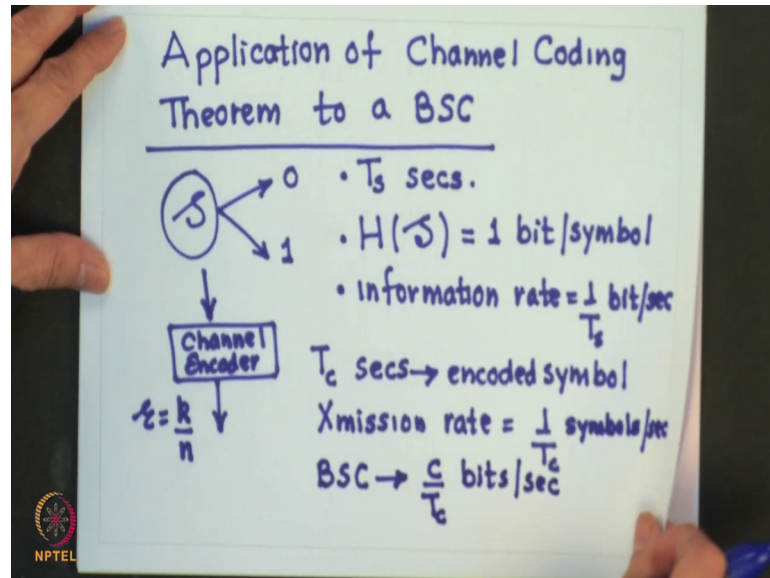 Application of Channel Coding
Theorem to a BSC
S 0 • Ts secs.
1 • H(S) = 1 bit/symbol
• information rate = 1/Ts bit/sec
Channel Encoder
Tc secs → encoded symbol
r = k/n Xmission rate = 1/Tc symbols/sec
BSC → C/Tc bits/sec
NPTEL